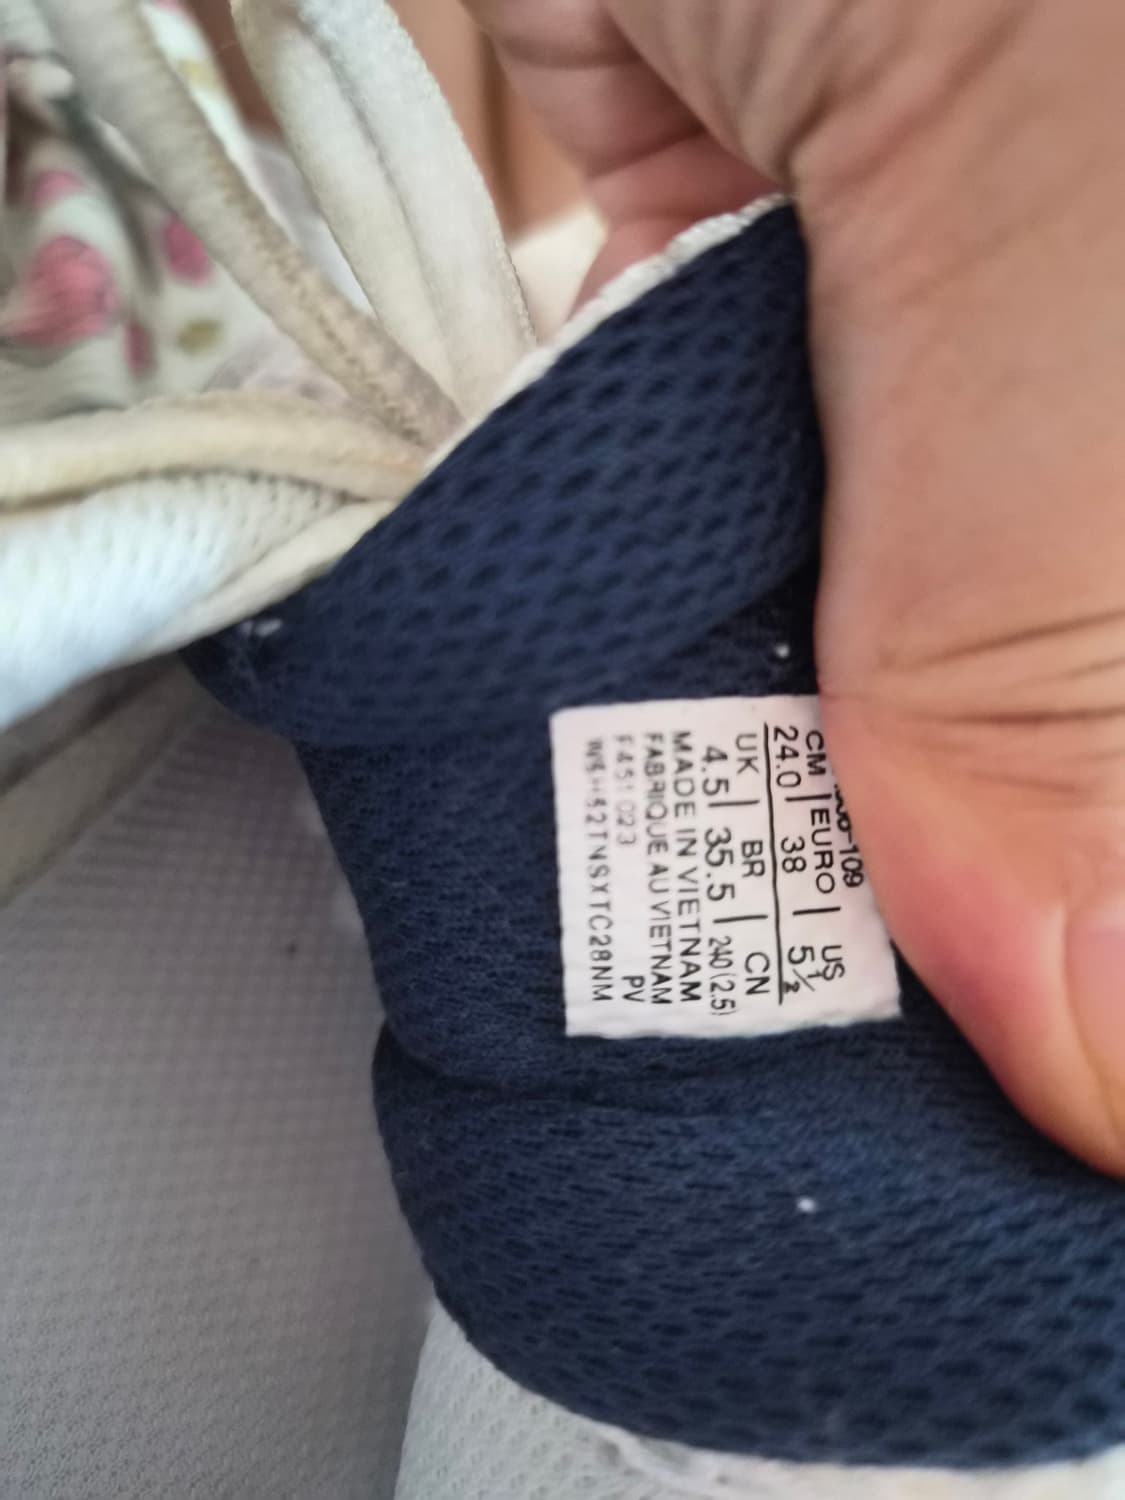 -109
CM | EURO | US
24.0 | 38 | 5½
UK | BR | CN
4.5 | 35.5 | 240(2.5)
MADE IN VIETNAM
FABRIQUE AU VIETNAM
F451023 PV